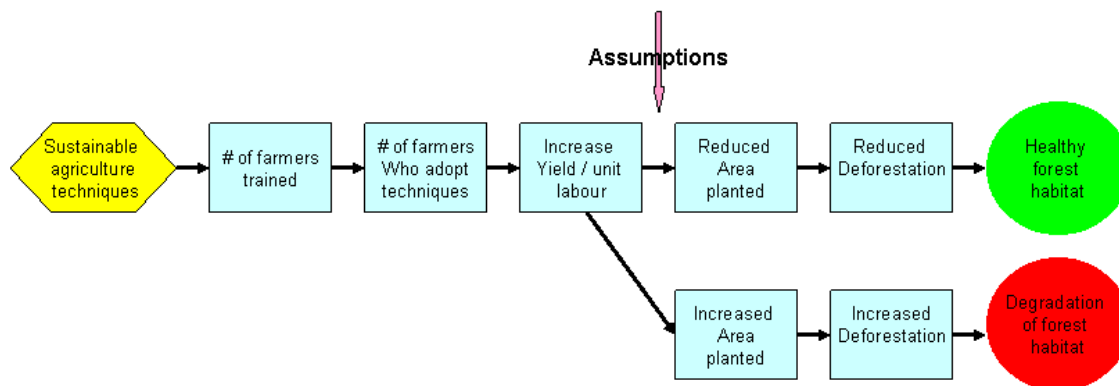 Assumptions
Sustainable
agriculture
techniques
# of farmers
trained
# of farmers
Who adopt
techniques
Increase
Yield / unit
labour
Reduced
Area
planted
Reduced
Deforestation
Healthy
forest
habitat
Increased
Area
planted
Increased
Deforestation
Degradation
of forest
habitat